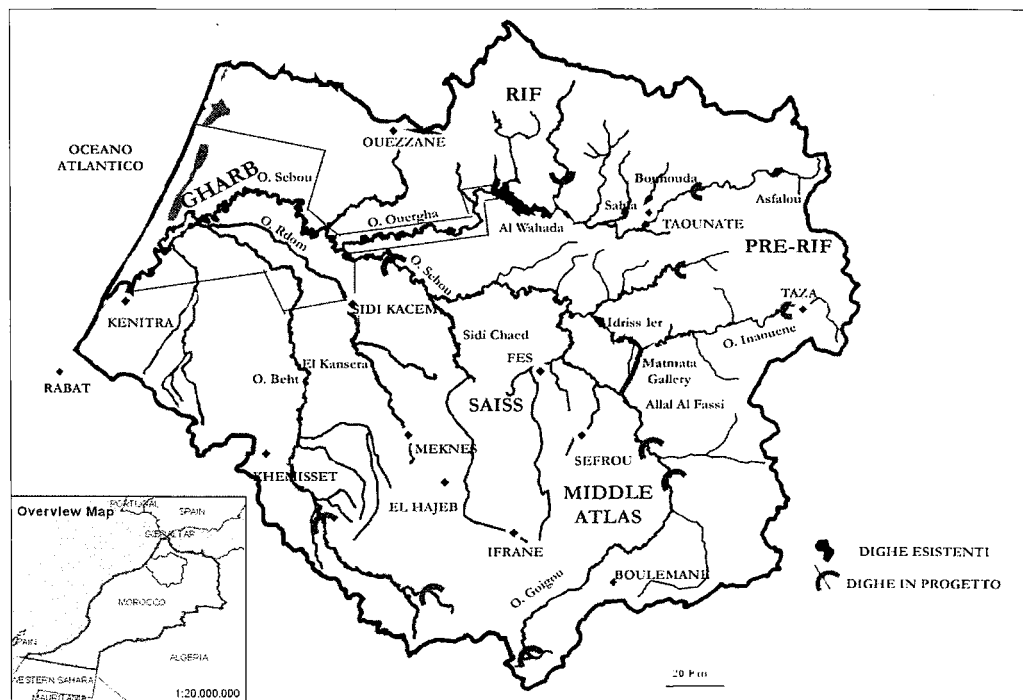 RIF
OCEANO
ATLANTICO
OUEZZANE
GHARB
O. Sebou
Bouhouda
Sahla
Asfalou
O. Ouergha
Al Wahada
TAOUNATE
O. Rdom
PRE-RIF
O. Sebou
TAZA
KENITRA
SIDI KACEM
Idriss Ier
O. Inaouene
Sidi Chaed
El Kansera
FES
Matmata
Gallery
RABAT
O. Beht
SAISS
Allal Al Fassi
MEKNES
SEFROU
KHEMISSET
EL HAJEB
MIDDLE
ATLAS
IFRANE
O. Guigou
BOULEMANE
DIGHE ESISTENTI
DIGHE IN PROGETTO
20 Km
Overview Map
PORTUGAL
SPAIN
GIBRALTAR
MOROCCO
SPAIN
ALGERIA
WESTERN SAHARA
MAURITANIA
1:20.000.000